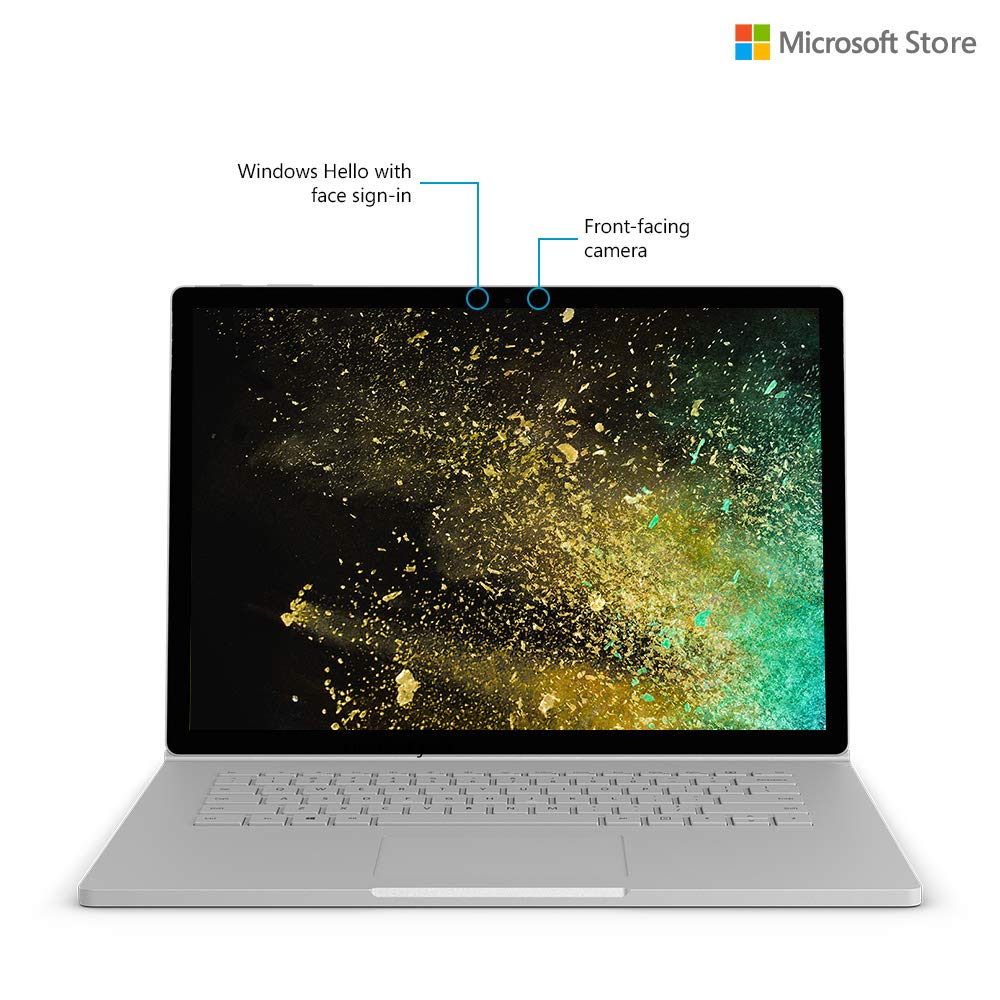 Microsoft Store
Windows Hello with
face sign-in
Front-facing
camera